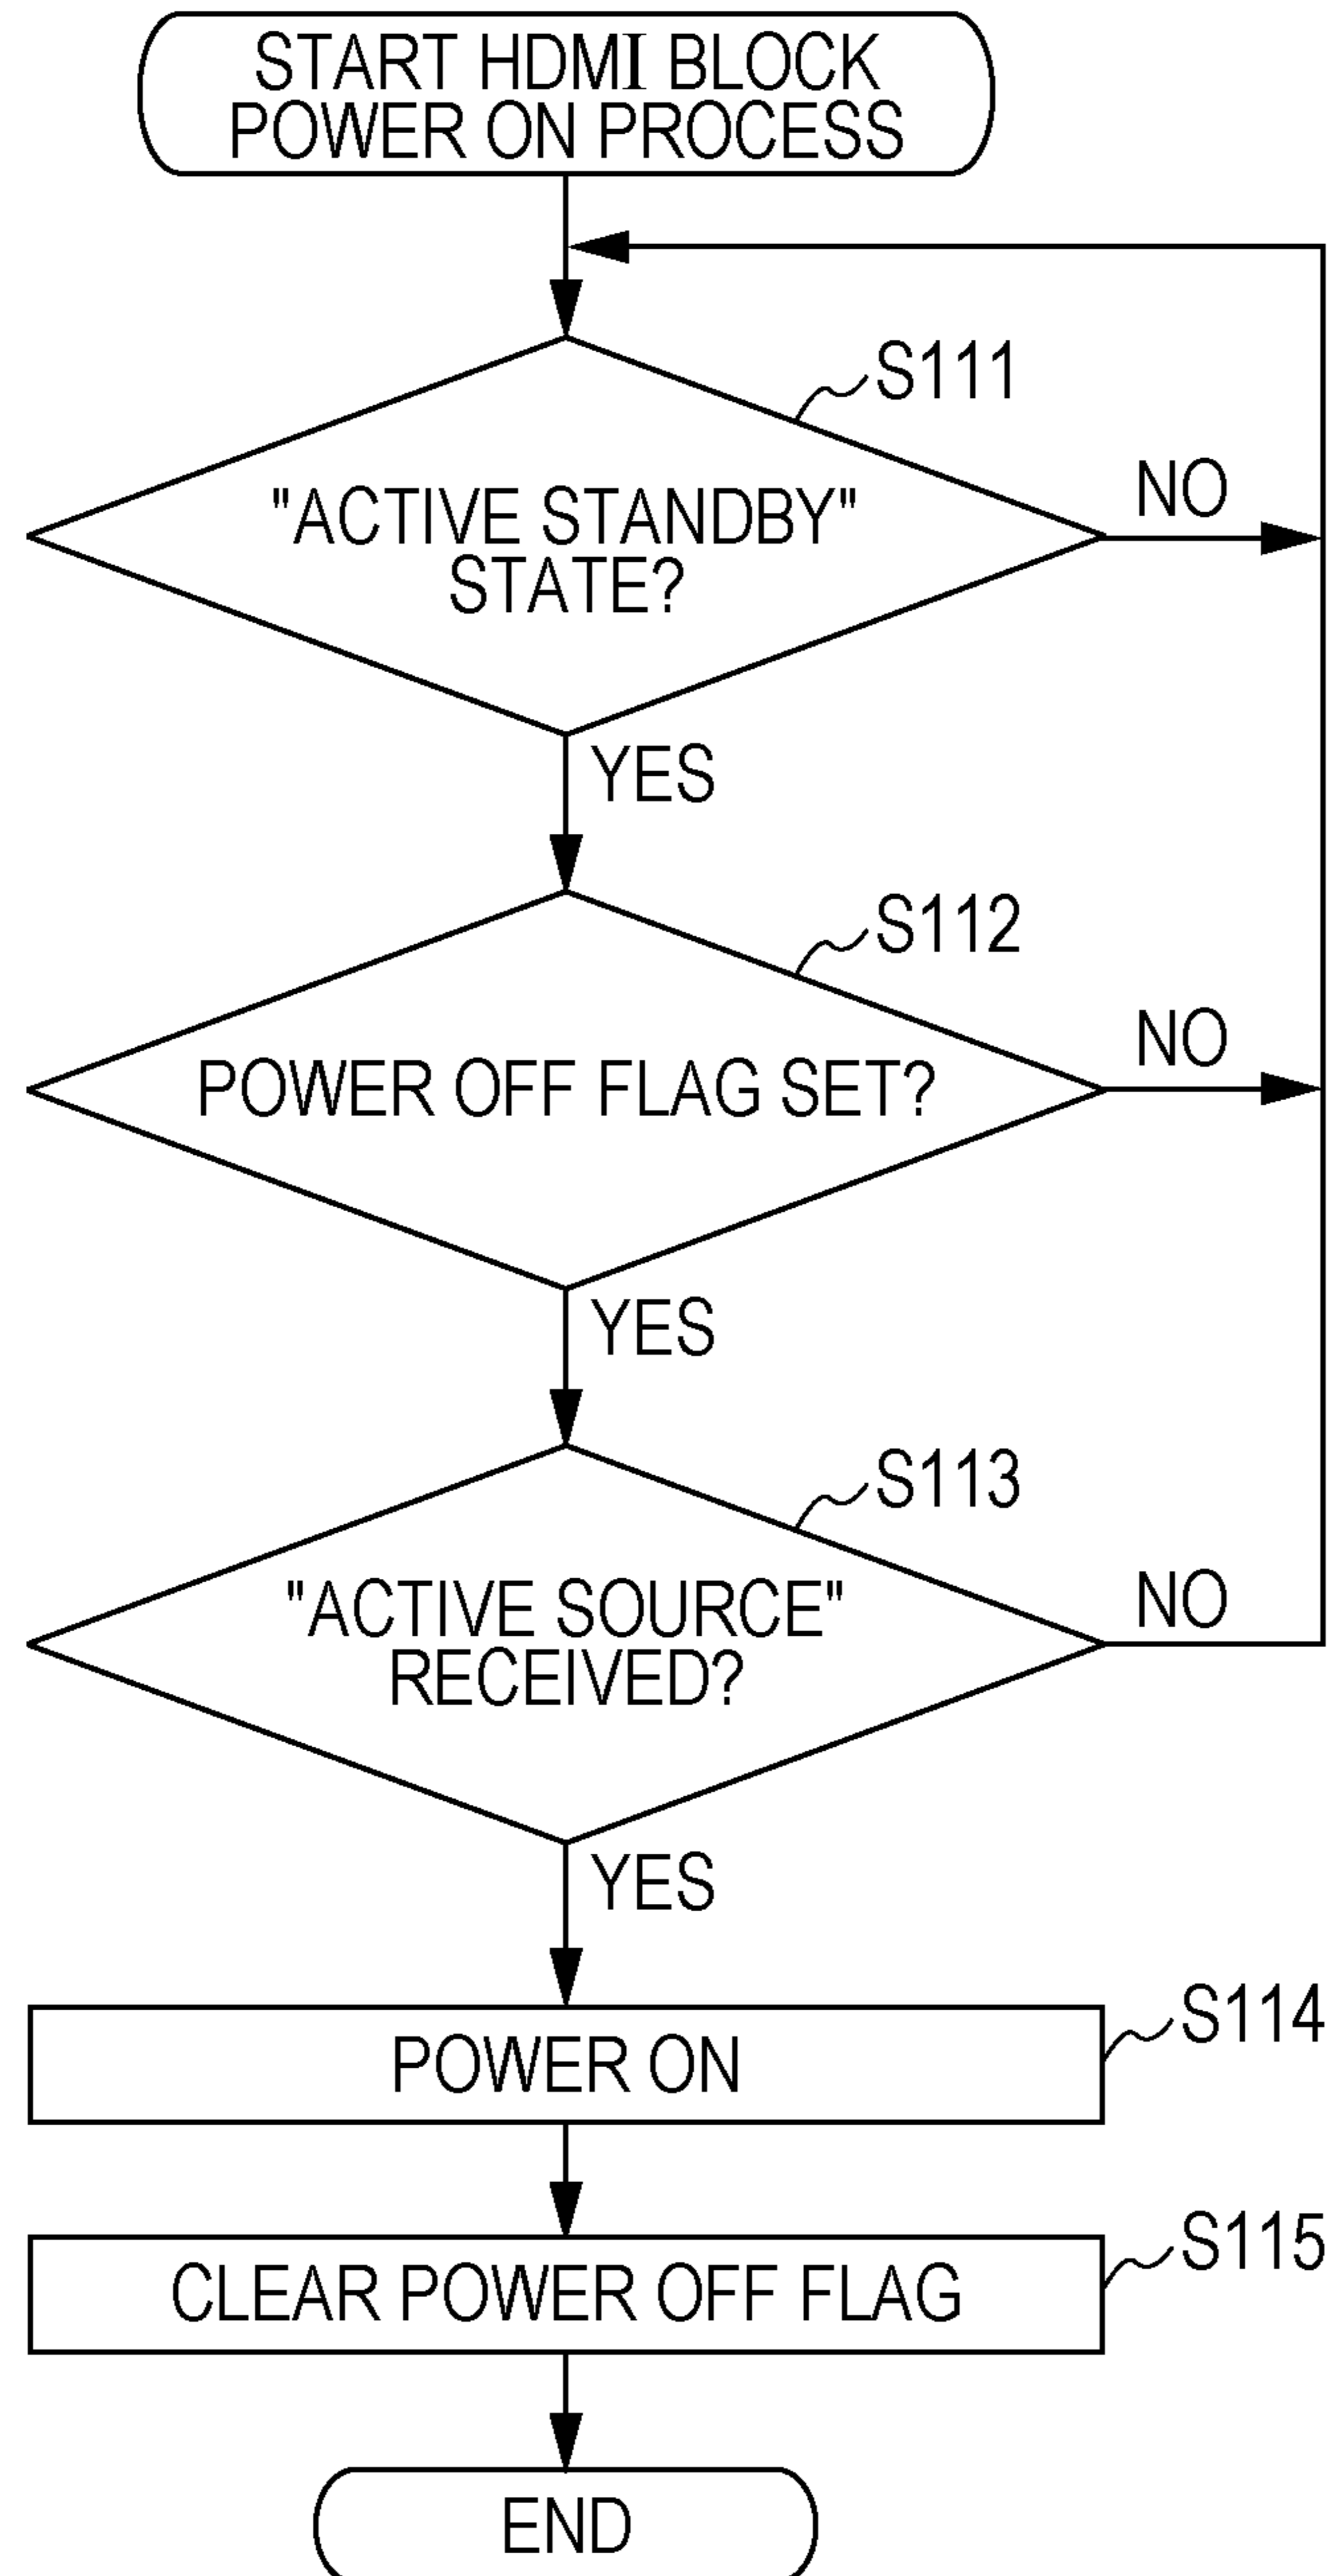 START HDMI BLOCK
POWER ON PROCESS
S111
"ACTIVE STANDBY"
STATE?
NO
YES
S112
POWER OFF FLAG SET?
NO
YES
S113
"ACTIVE SOURCE"
RECEIVED?
NO
YES
S114
POWER ON
S115
CLEAR POWER OFF FLAG
END